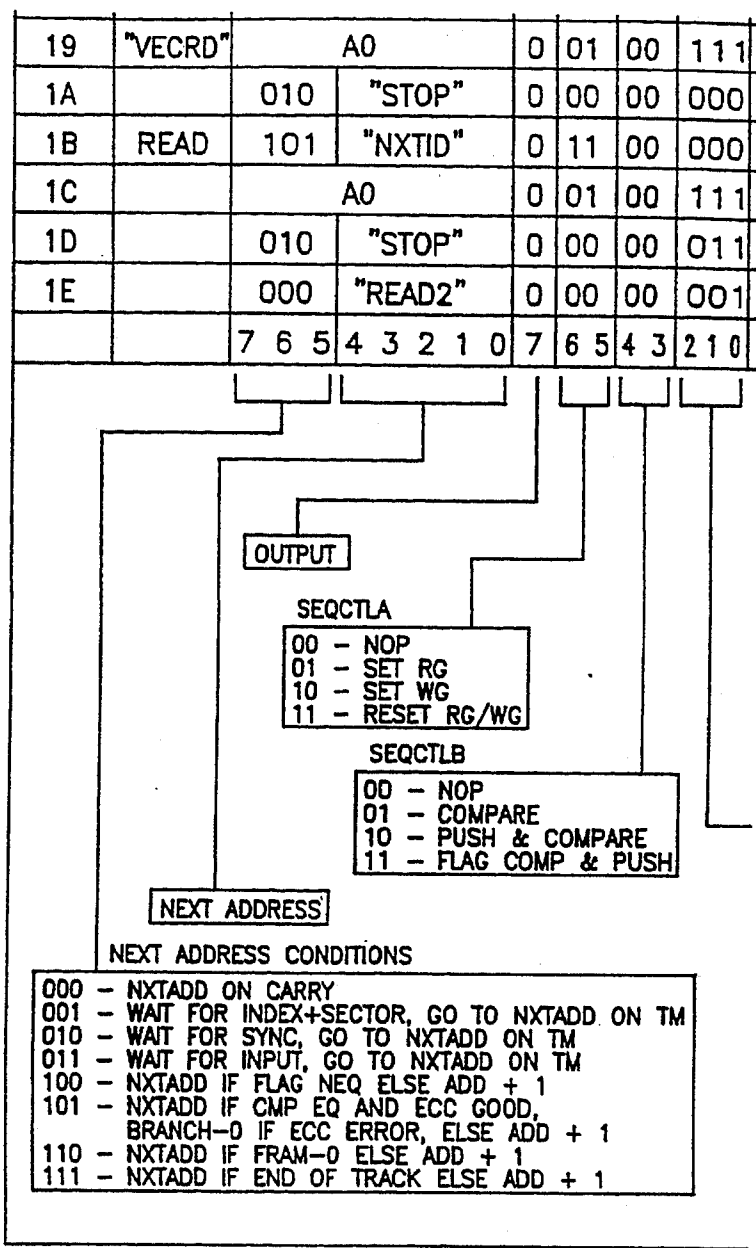 19 "VECRD" A0 0 01 00 111
1A 010 "STOP" 0 00 00 000
1B READ 101 "NXTID" 0 11 00 000
1C A0 0 01 00 111
1D 010 "STOP" 0 00 00 011
1E 000 "READ2" 0 00 00 001
7 6 5 4 3 2 1 0 7 6 5 4 3 2 1 0
OUTPUT
SEQCTLA
00 – NOP
01 – SET RG
10 – SET WG
11 – RESET RG/WG
SEQCTLB
00 – NOP
01 – COMPARE
10 – PUSH & COMPARE
11 – FLAG COMP & PUSH
NEXT ADDRESS
NEXT ADDRESS CONDITIONS
000 – NXTADD ON CARRY
001 – WAIT FOR INDEX+SECTOR, GO TO NXTADD ON TM
010 – WAIT FOR SYNC, GO TO NXTADD ON TM
011 – WAIT FOR INPUT, GO TO NXTADD ON TM
100 – NXTADD IF FLAG NEQ ELSE ADD + 1
101 – NXTADD IF CMP EQ AND ECC GOOD,
BRANCH-0 IF ECC ERROR, ELSE ADD + 1
110 – NXTADD IF FRAM-0 ELSE ADD + 1
111 – NXTADD IF END OF TRACK ELSE ADD + 1